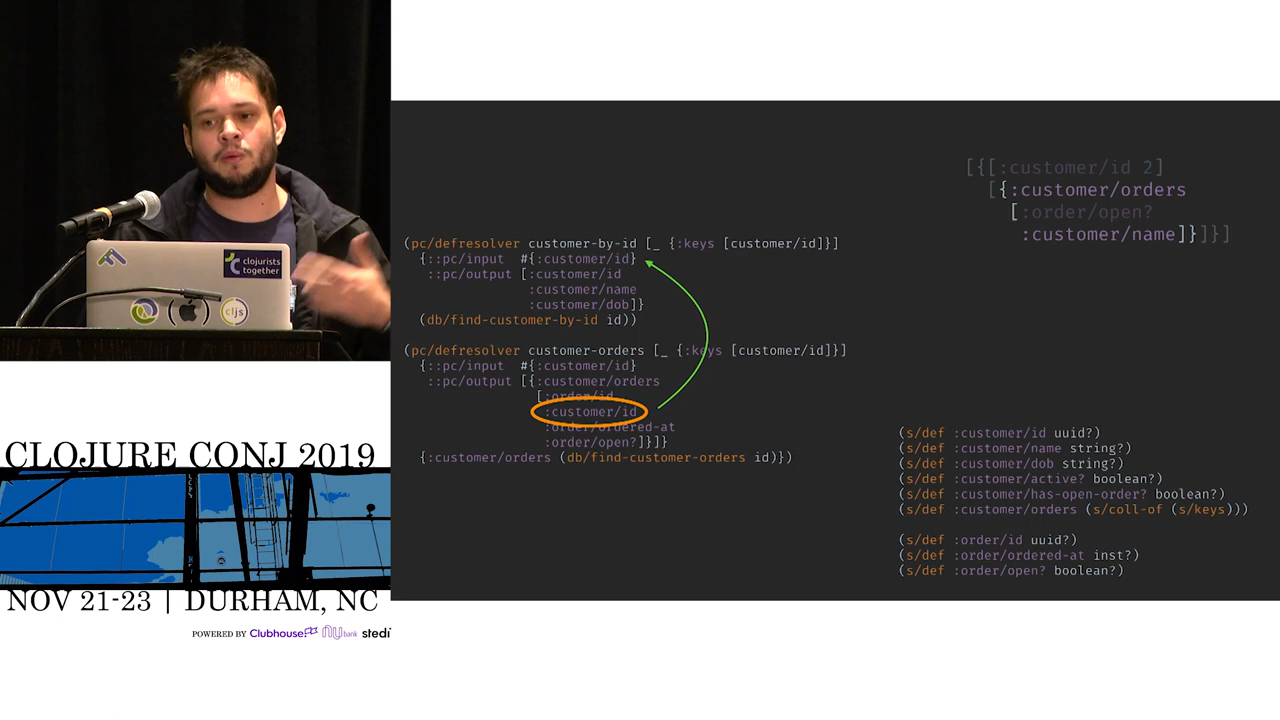 clojurists
together
cljs
CLOJURE CONJ 2019
NOV 21-23 | DURHAM, NC
POWERED BY Clubhouse nu bank stedi
[{[:customer/id 2]
[{:customer/orders
[:order/open?
:customer/name]}]}]
(pc/defresolver customer-by-id [_ {:keys [customer/id]}]
{::pc/input #{:customer/id}
::pc/output [:customer/id
:customer/name
:customer/dob]}
(db/find-customer-by-id id))
(pc/defresolver customer-orders [_ {:keys [customer/id]}]
{::pc/input #{:customer/id}
::pc/output [{:customer/orders
[:order/id
:customer/id
:order/ordered-at
:order/open?]}]}
{:customer/orders (db/find-customer-orders id)})
(s/def :customer/id uuid?)
(s/def :customer/name string?)
(s/def :customer/dob string?)
(s/def :customer/active? boolean?)
(s/def :customer/has-open-order? boolean?)
(s/def :customer/orders (s/coll-of (s/keys)))
(s/def :order/id uuid?)
(s/def :order/ordered-at inst?)
(s/def :order/open? boolean?)